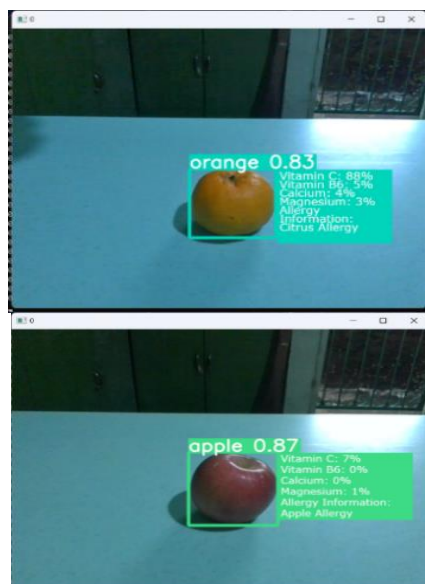 0
orange 0.83
Vitamin C: 88%
Vitamin B6: 5%
Calcium: 4%
Magnesium: 3%
Allergy
Information:
Citrus Allergy
0
apple 0.87
Vitamin C: 7%
Vitamin B6: 0%
Calcium: 0%
Magnesium: 1%
Allergy Information:
Apple Allergy